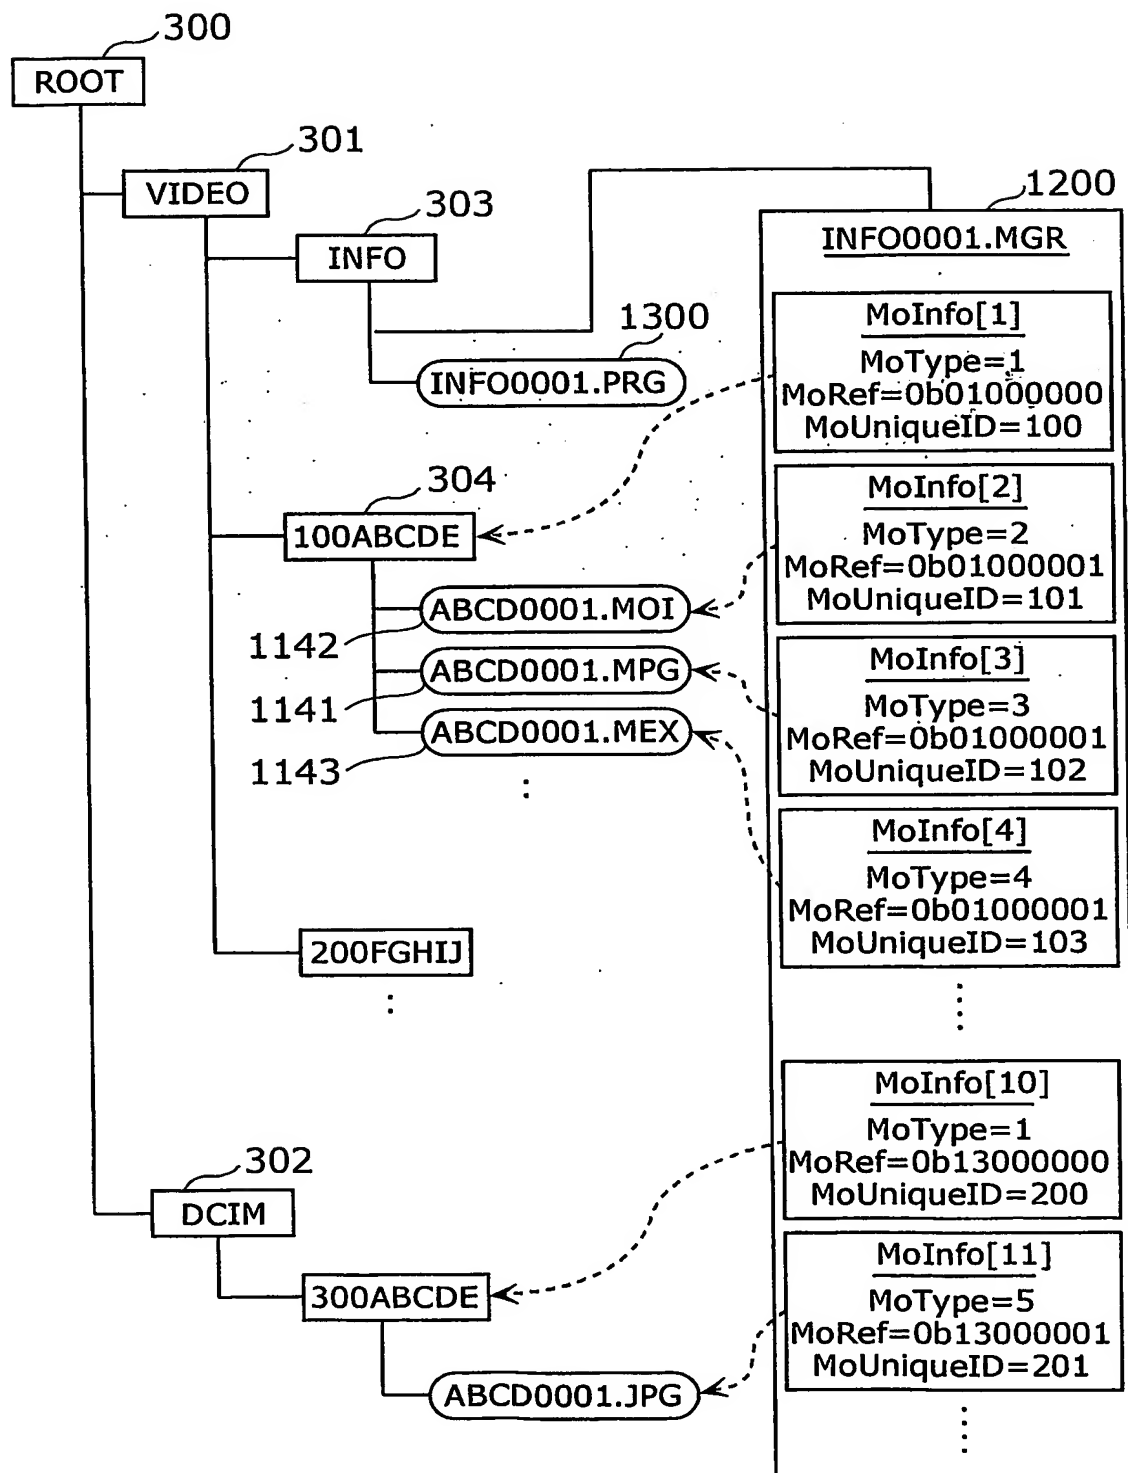 300
ROOT
301
VIDEO
303
INFO
1300
INFO0001.PRG
304
100ABCDE
ABCD0001.MOI
1142
ABCD0001.MPG
1141
ABCD0001.MEX
1143
:
200FGHIJ
:
302
DCIM
300ABCDE
ABCD0001.JPG
1200
INFO0001.MGR
MoInfo[1]
MoType=1
MoRef=0b01000000
MoUniqueID=100
MoInfo[2]
MoType=2
MoRef=0b01000001
MoUniqueID=101
MoInfo[3]
MoType=3
MoRef=0b01000001
MoUniqueID=102
MoInfo[4]
MoType=4
MoRef=0b01000001
MoUniqueID=103
MoInfo[10]
MoType=1
MoRef=0b13000000
MoUniqueID=200
MoInfo[11]
MoType=5
MoRef=0b13000001
MoUniqueID=201